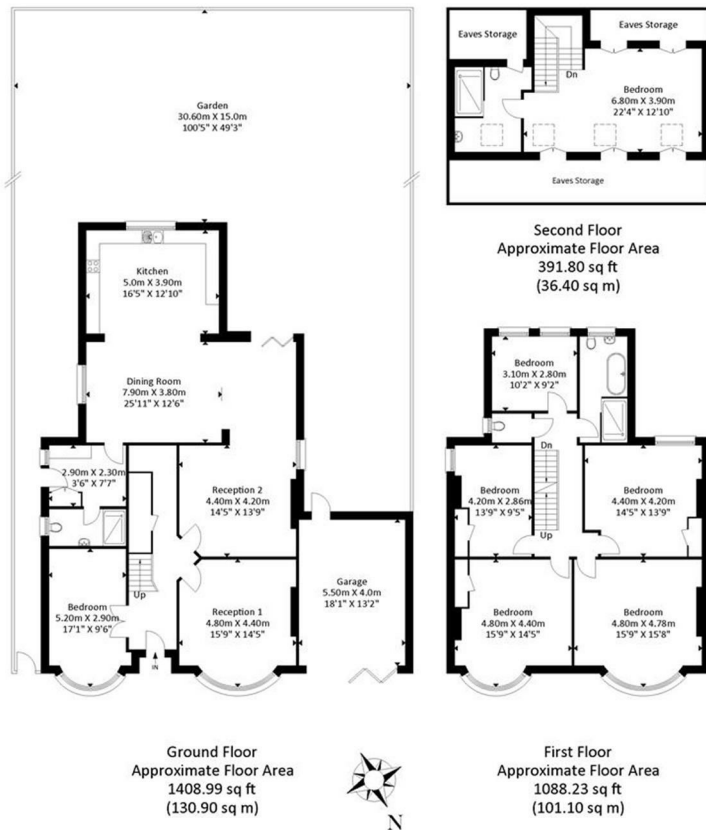 Garden
30.60m X 15.0m
100'5" X 49'3"
Kitchen
5.0m X 3.90m
16'5" X 12'10"
Dining Room
7.90m X 3.80m
25'11" X 12'6"
2.90m X 2.30m
3'6" X 7'7"
Reception 2
4.40m X 4.20m
14'5" X 13'9"
Up
Bedroom
5.20m X 2.90m
17'1" X 9'6"
Reception 1
4.80m X 4.40m
15'9" X 14'5"
Garage
5.50m X 4.0m
18'1" X 13'2"
IN
Ground Floor
Approximate Floor Area
1408.99 sq ft
(130.90 sq m)
N
Eaves Storage
Eaves Storage
Dn
Bedroom
6.80m X 3.90m
22'4" X 12'10"
Eaves Storage
Second Floor
Approximate Floor Area
391.80 sq ft
(36.40 sq m)
Bedroom
3.10m X 2.80m
10'2" X 9'2"
Dn
Bedroom
4.20m X 2.86m
13'9" X 9'5"
Bedroom
4.40m X 4.20m
14'5" X 13'9"
Up
Bedroom
4.80m X 4.40m
15'9" X 14'5"
Bedroom
4.80m X 4.78m
15'9" X 15'8"
First Floor
Approximate Floor Area
1088.23 sq ft
(101.10 sq m)